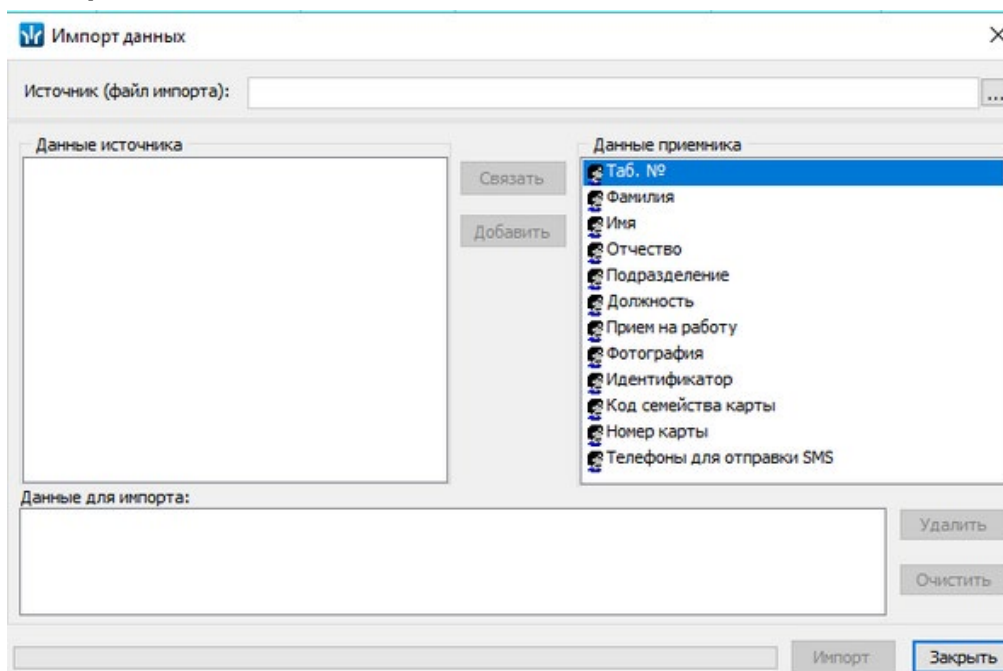 Импорт данных
Источник (файл импорта):
...
Данные источника
Связать
Добавить
Данные приемника
Таб. №
Фамилия
Имя
Отчество
Подразделение
Должность
Прием на работу
Фотография
Идентификатор
Код семейства карты
Номер карты
Телефоны для отправки SMS
Данные для импорта:
Удалить
Очистить
Импорт
Закрыть